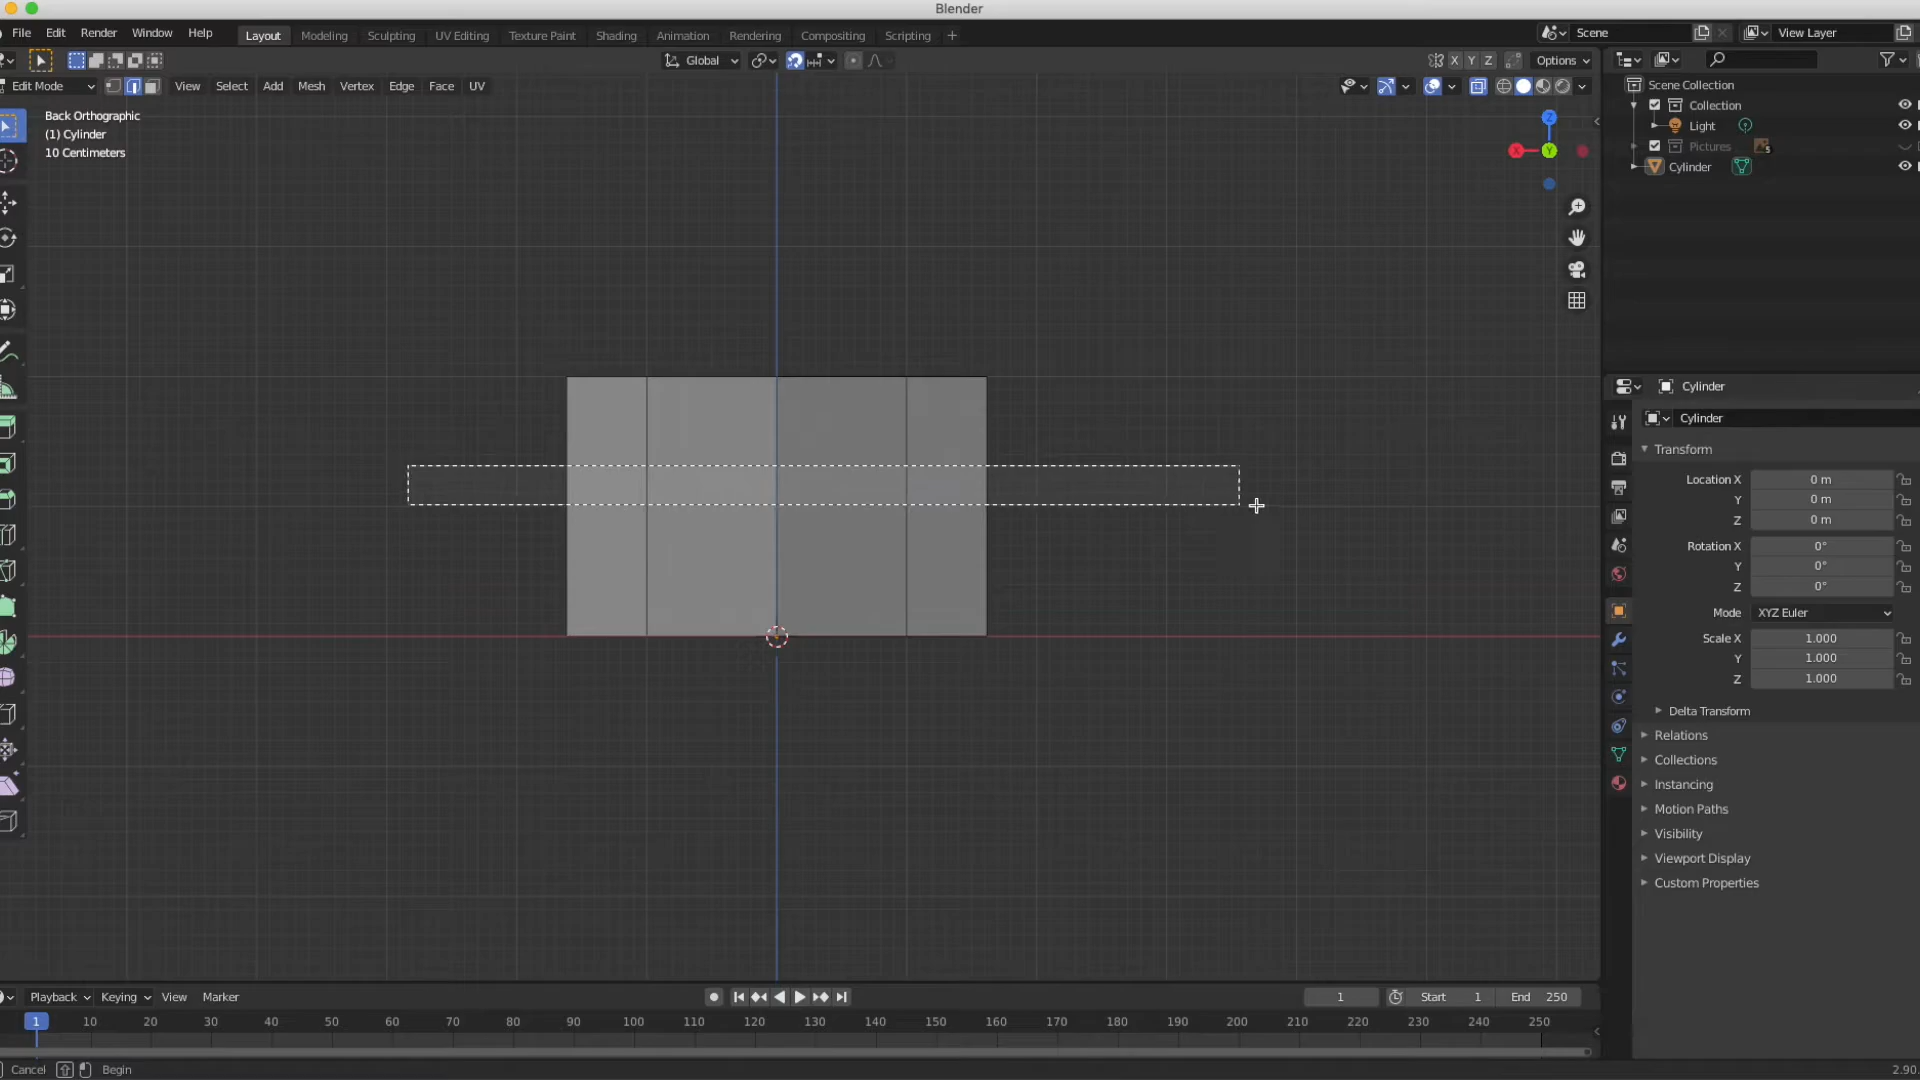 Blender
File Edit Render Window Help Layout Modeling Sculpting UV Editing Texture Paint Shading Animation Rendering Compositing Scripting + Scene View Layer
Global X Y Z Options
Edit Mode View Select Add Mesh Vertex Edge Face UV
Back Orthographic
(1) Cylinder
10 Centimeters
Z
X Y
Scene Collection
Collection
Light
Pictures 5
Cylinder
Cylinder
Cylinder
Transform
Location X 0 m
Y 0 m
Z 0 m
Rotation X 0°
Y 0°
Z 0°
Mode XYZ Euler
Scale X 1.000
Y 1.000
Z 1.000
Delta Transform
Relations
Collections
Instancing
Motion Paths
Visibility
Viewport Display
Custom Properties
Playback Keying View Marker 1 Start 1 End 250
1 10 20 30 40 50 60 70 80 90 100 110 120 130 140 150 160 170 180 190 200 210 220 230 240 250
Cancel Begin 2.90.